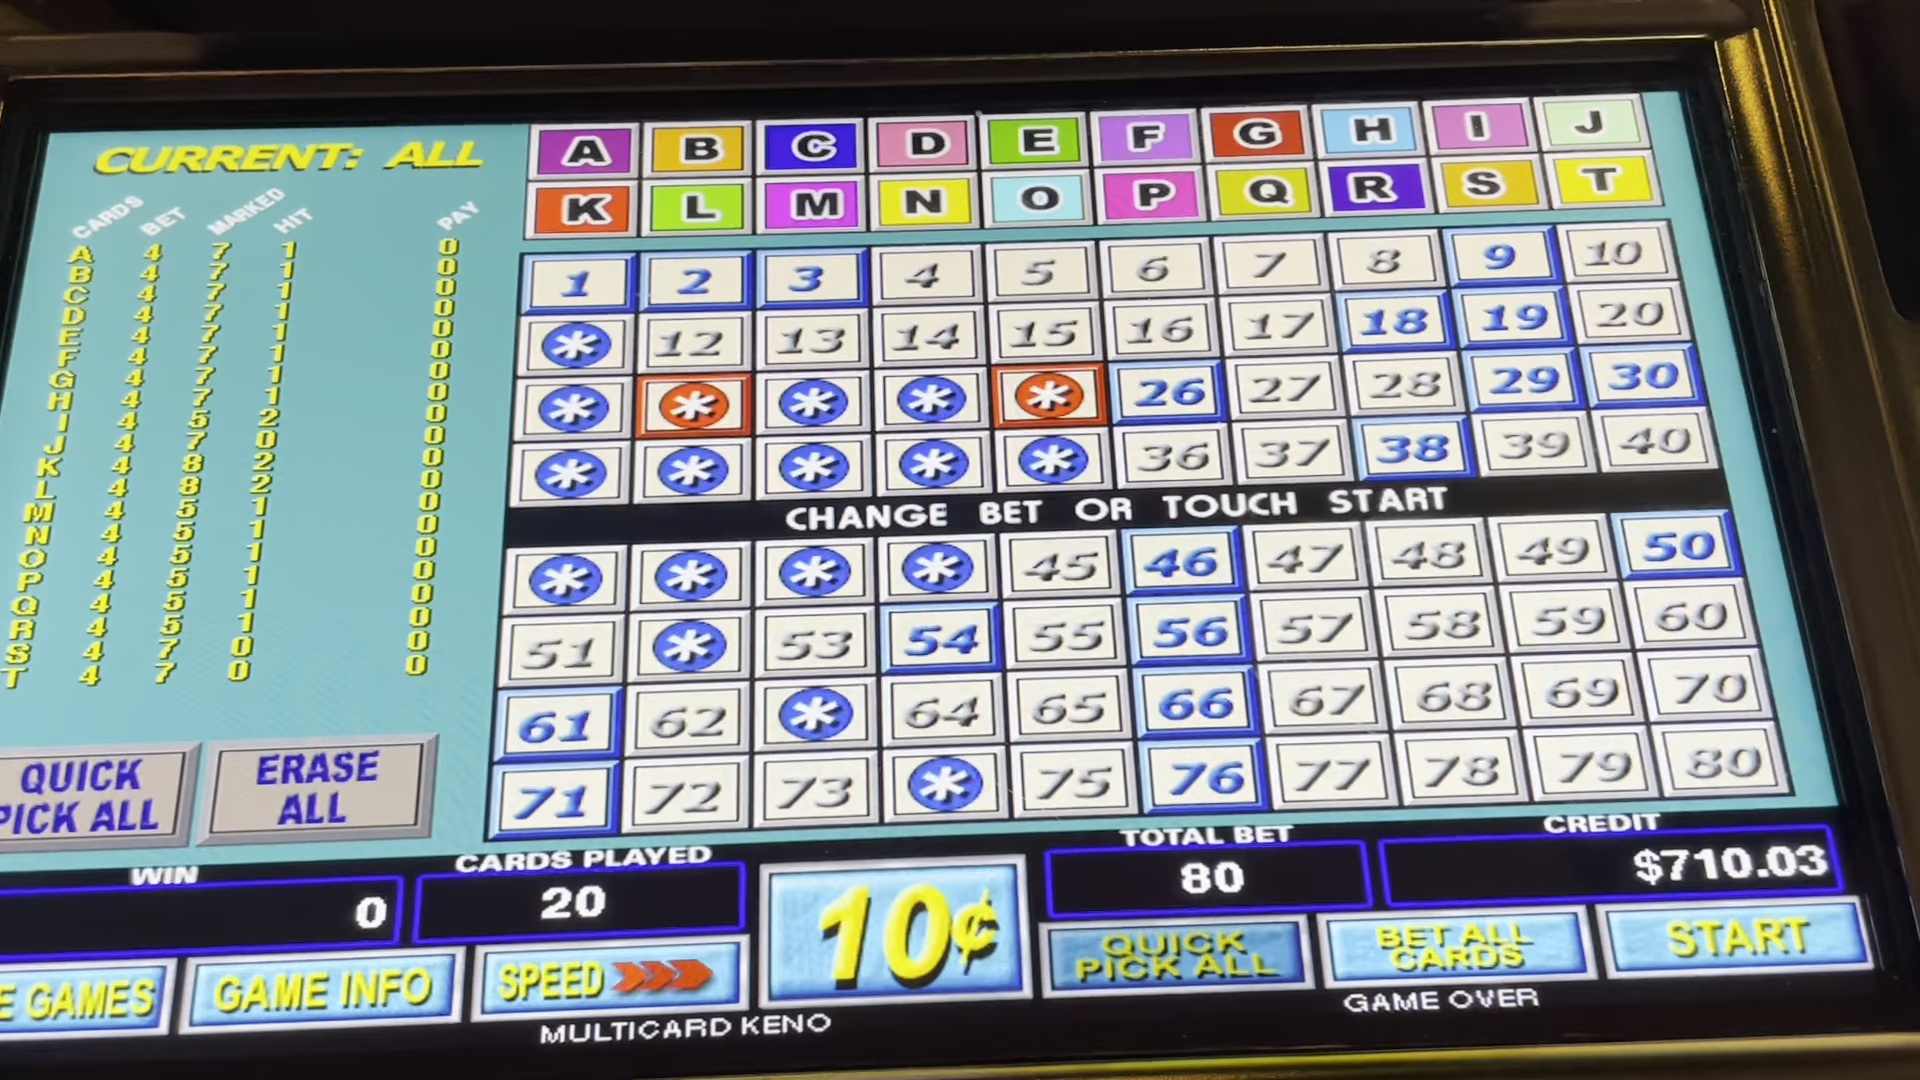 CURRENT: ALL
A B C D E F G H I J
K L M N O P Q R S T
CARDS BET MARKED HIT PAY
A 4 7 1 0
B 4 7 1 0
C 4 7 1 0
D 4 7 1 0
E 4 7 1 0
F 4 7 1 0
G 4 7 1 0
H 4 7 1 0
I 4 5 2 0
J 4 7 0 0
K 4 8 2 0
L 4 8 2 0
M 4 5 1 0
N 4 5 1 0
O 4 5 1 0
P 4 5 1 0
Q 4 5 1 0
R 4 5 1 0
S 4 7 0 0
T 4 7 0 0
1 2 3 4 5 6 7 8 9 10
12 13 14 15 16 17 18 19 20
26 27 28 29 30
36 37 38 39 40
CHANGE BET OR TOUCH START
45 46 47 48 49 50
51 53 54 55 56 57 58 59 60
61 62 64 65 66 67 68 69 70
71 72 73 75 76 77 78 79 80
QUICK
PICK ALL
ERASE
ALL
WIN
0
CARDS PLAYED
20
10¢
TOTAL BET
80
CREDIT
$710.03
E GAMES
GAME INFO
SPEED
QUICK
PICK ALL
BET ALL
CARDS
START
MULTICARD KENO
GAME OVER